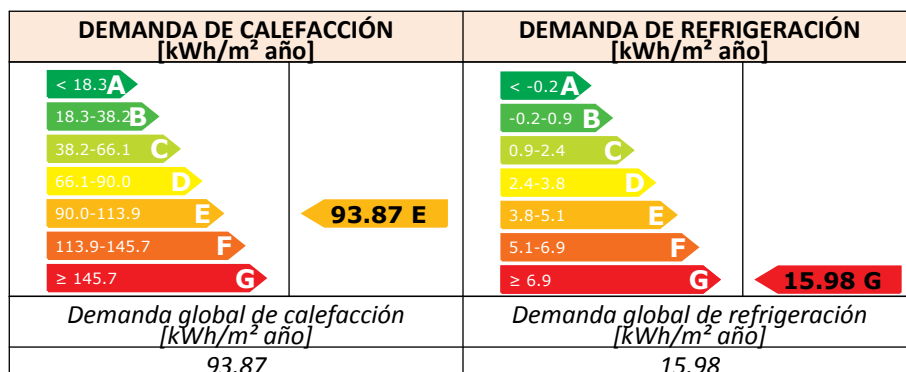 DEMANDA DE CALEFACCIÓN
[kWh/m² año]
DEMANDA DE REFRIGERACIÓN
[kWh/m² año]
< 18.3 A
18.3-38.2 B
38.2-66.1 C
66.1-90.0 D
90.0-113.9 E
113.9-145.7 F
≥ 145.7 G
93.87 E
< -0.2 A
-0.2-0.9 B
0.9-2.4 C
2.4-3.8 D
3.8-5.1 E
5.1-6.9 F
≥ 6.9 G
15.98 G
Demanda global de calefacción
[kWh/m² año]
Demanda global de refrigeración
[kWh/m² año]
93.87
15.98